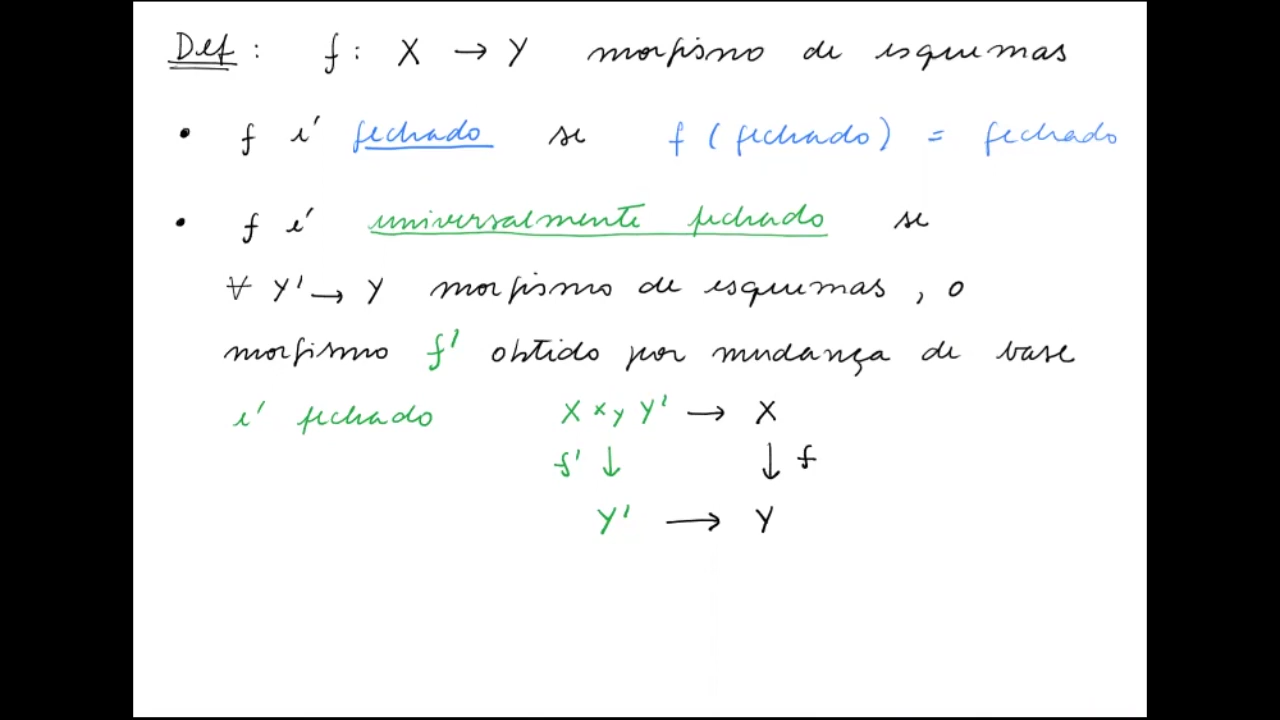 Def: f: X → Y morfismo de esquemas
• f é fechado se f(fechado) = fechado
• f é universalmente fechado se
∀ Y' → Y morfismo de esquemas, o
morfismo f' obtido por mudança de base
é fechado X ×_Y Y' → X
f' ↓ ↓ f
Y' → Y